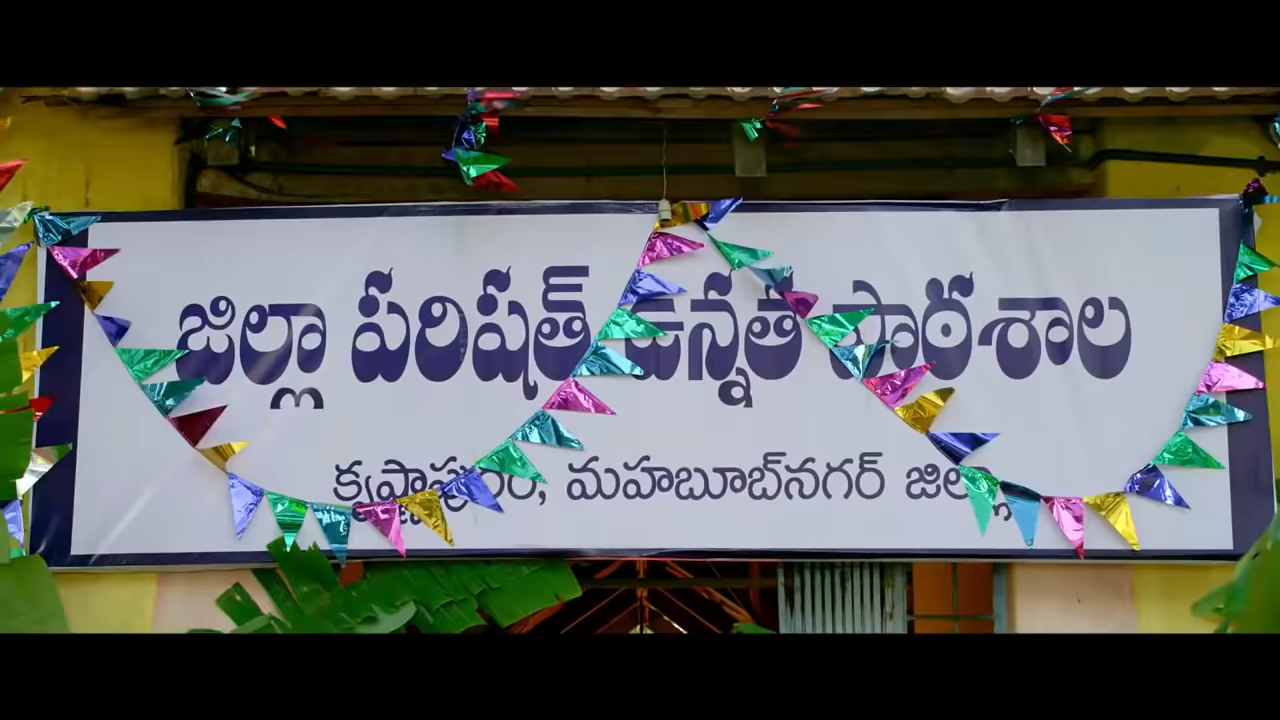 జిల్లా పరిషత్ ఉన్నత పాఠశాల
కృష్ణాపురం, మహబూబ్‌నగర్ జిల్లా